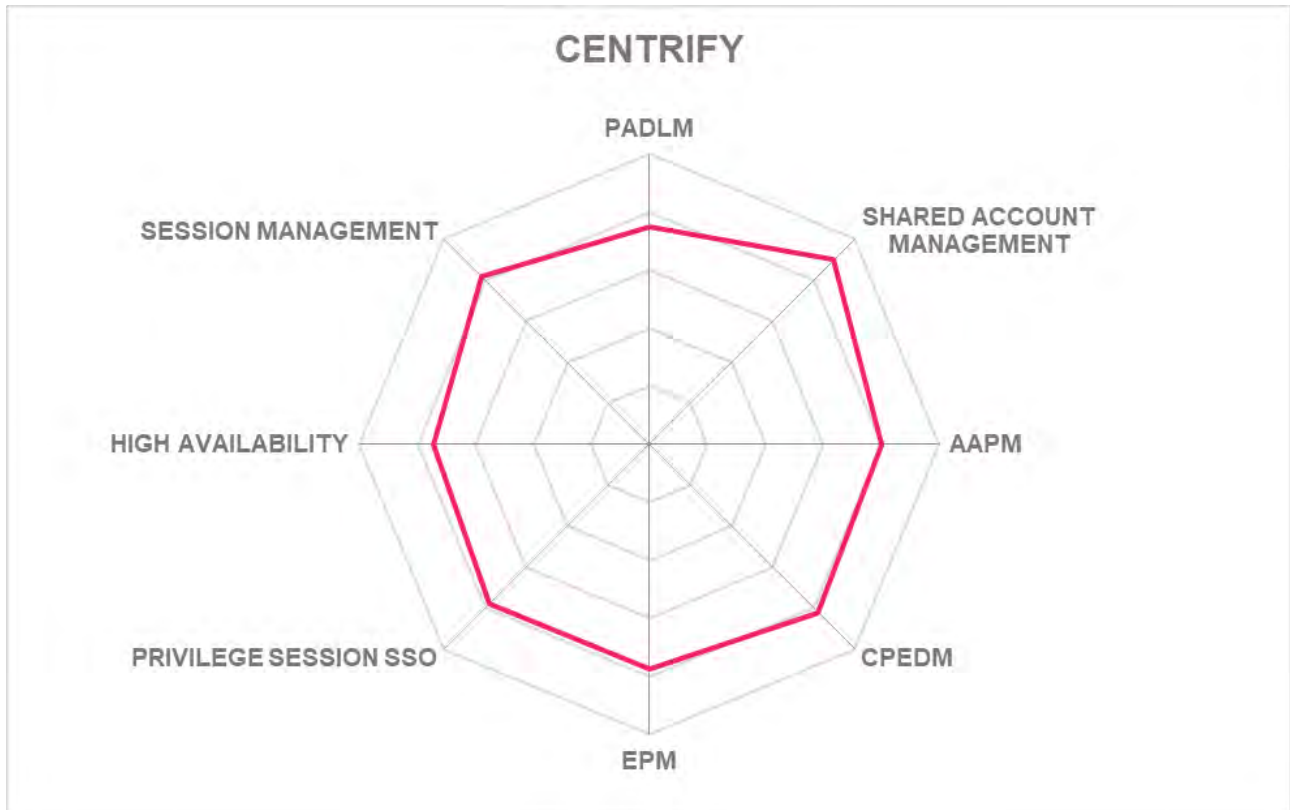 CENTRIFY
PADLM
SHARED ACCOUNT
MANAGEMENT
SESSION MANAGEMENT
HIGH AVAILABILITY
AAPM
PRIVILEGE SESSION SSO
CPEDM
EPM